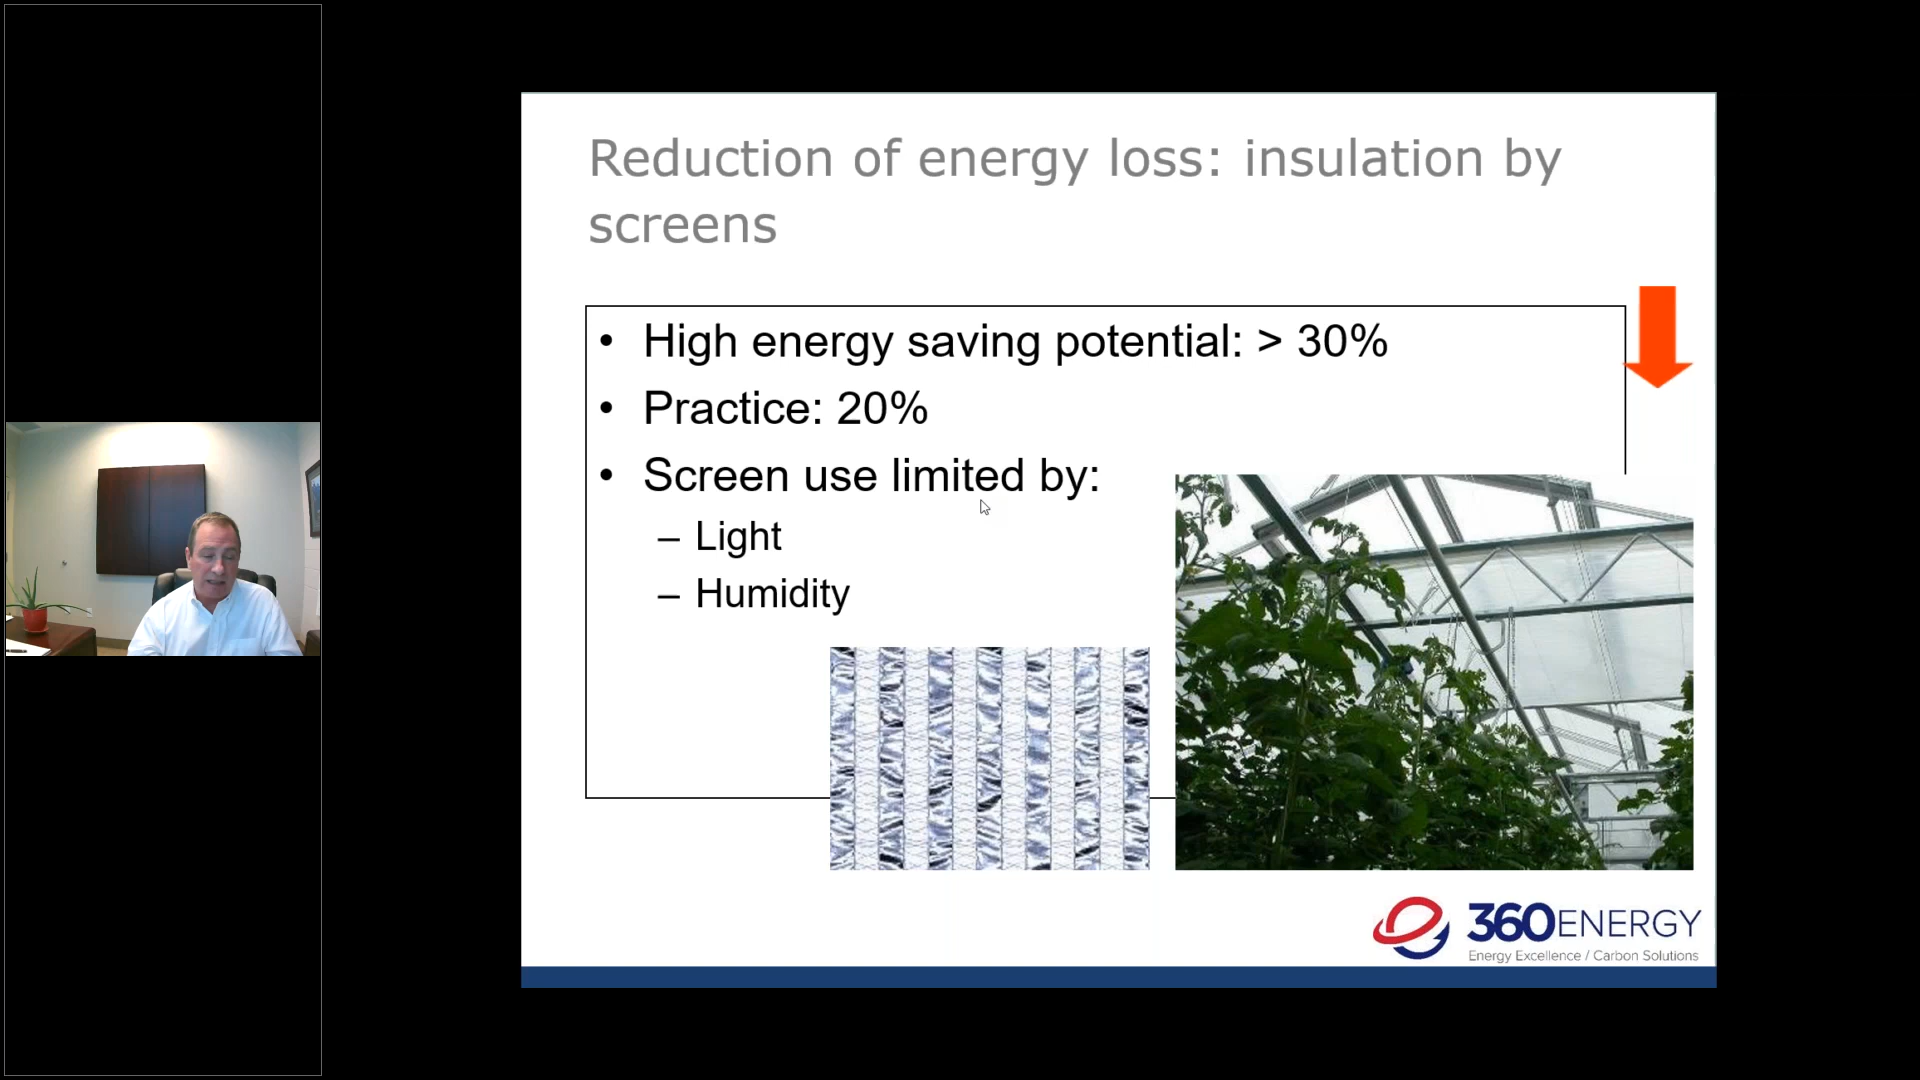 Reduction of energy loss: insulation by
screens
• High energy saving potential: > 30%
• Practice: 20%
• Screen use limited by:
– Light
– Humidity
360ENERGY
Energy Excellence / Carbon Solutions